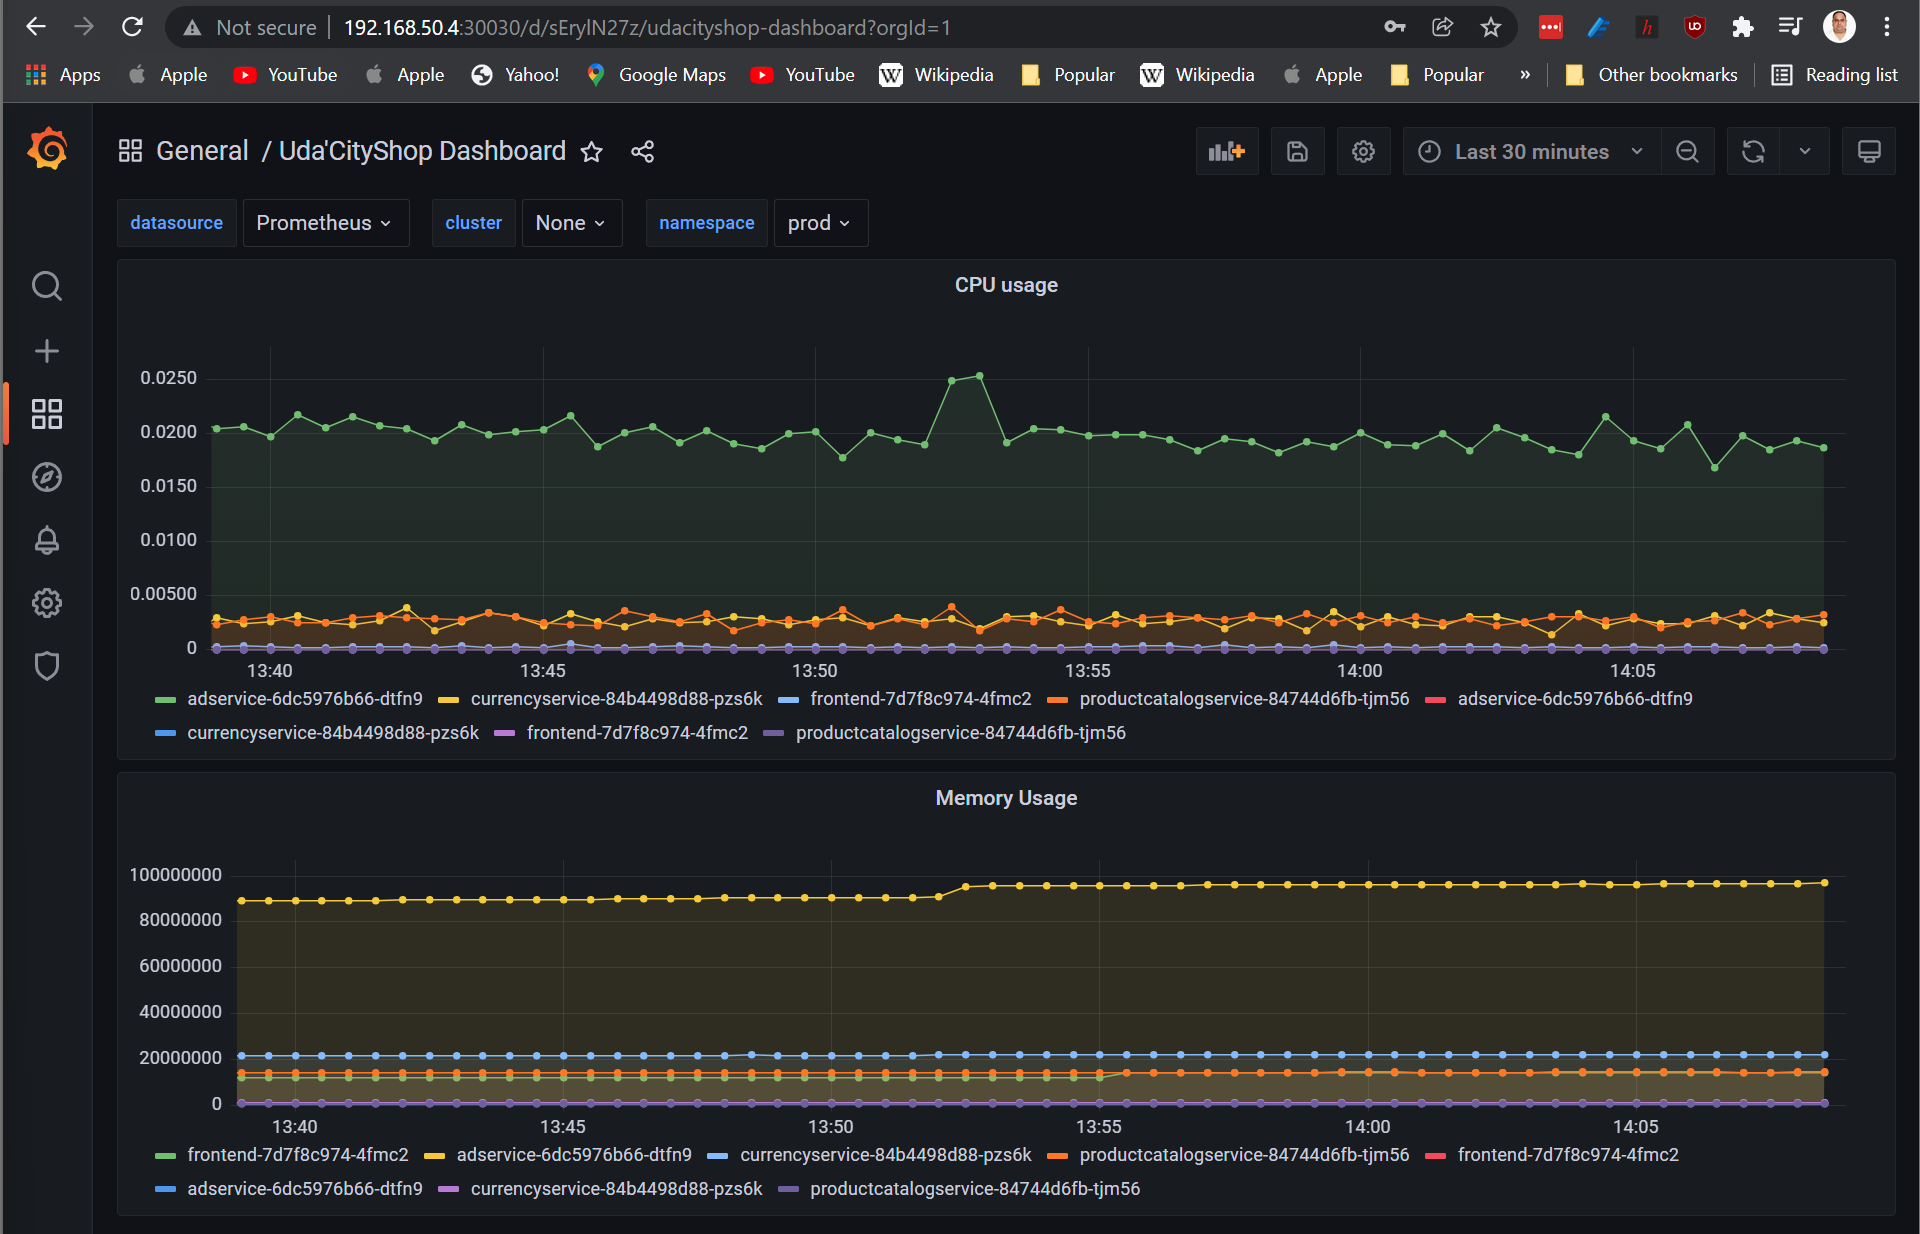 Not secure | 192.168.50.4:30030/d/sErylN27z/udacityshop-dashboard?orgId=1
Apps Apple YouTube Apple Yahoo! Google Maps YouTube Wikipedia Popular Wikipedia Apple Popular » Other bookmarks Reading list
General / Uda'CityShop Dashboard Last 30 minutes
datasource Prometheus cluster None namespace prod
CPU usage
0.0250
0.0200
0.0150
0.0100
0.00500
0
13:40 13:45 13:50 13:55 14:00 14:05
adservice-6dc5976b66-dtfn9 currencyservice-84b4498d88-pzs6k frontend-7d7f8c974-4fmc2 productcatalogservice-84744d6fb-tjm56 adservice-6dc5976b66-dtfn9
currencyservice-84b4498d88-pzs6k frontend-7d7f8c974-4fmc2 productcatalogservice-84744d6fb-tjm56
Memory Usage
100000000
80000000
60000000
40000000
20000000
0
13:40 13:45 13:50 13:55 14:00 14:05
frontend-7d7f8c974-4fmc2 adservice-6dc5976b66-dtfn9 currencyservice-84b4498d88-pzs6k productcatalogservice-84744d6fb-tjm56 frontend-7d7f8c974-4fmc2
adservice-6dc5976b66-dtfn9 currencyservice-84b4498d88-pzs6k productcatalogservice-84744d6fb-tjm56